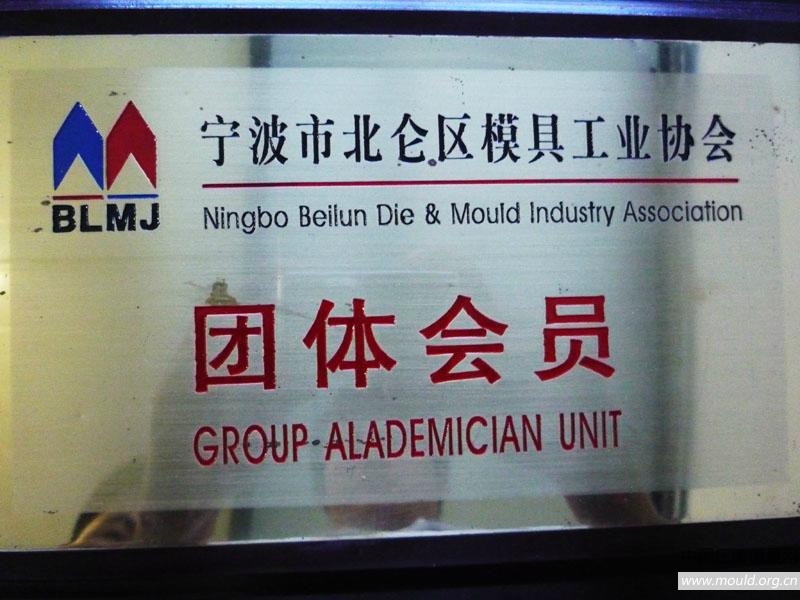 宁波市北仑区模具工业协会
BLMJ
Ningbo Beilun Die & Mould Industry Association
团体会员
GROUP ALADEMICIAN UNIT
www.mould.org.cn